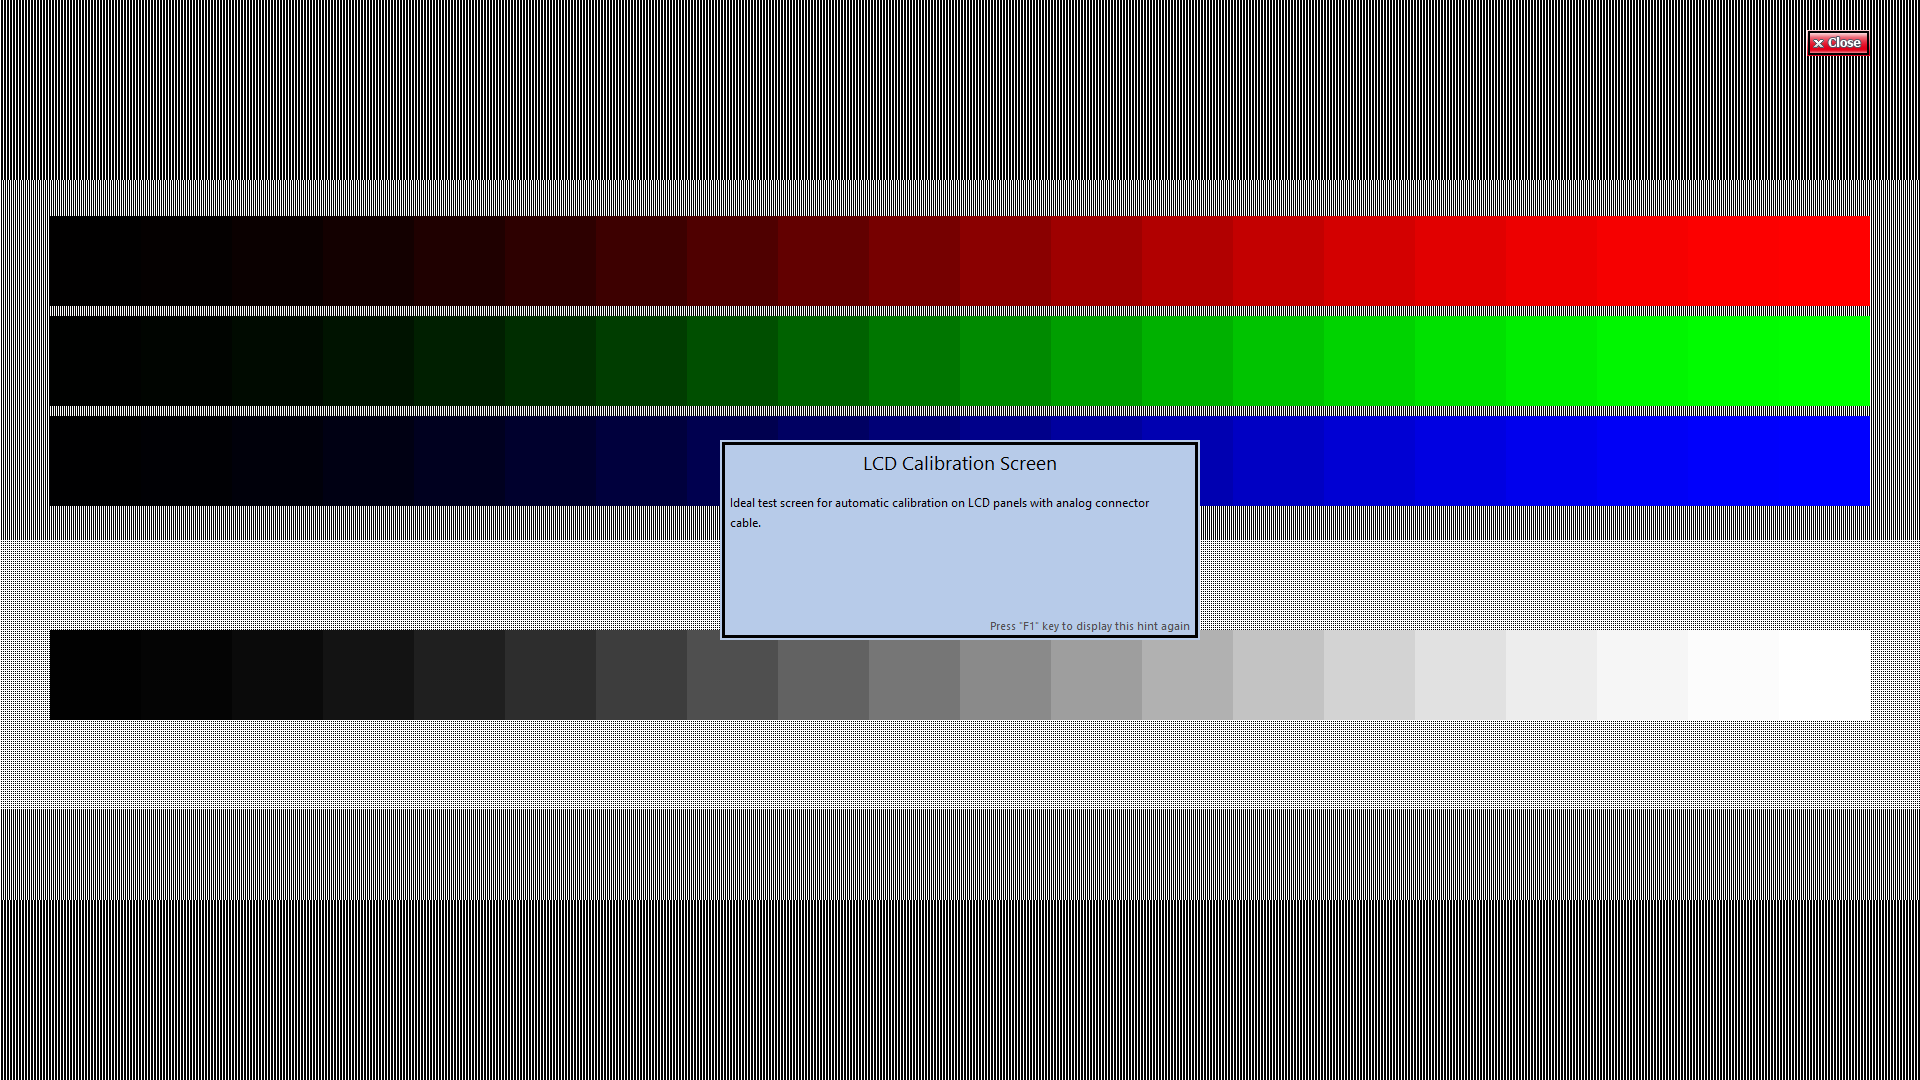 Close
LCD Calibration Screen
Ideal test screen for automatic calibration on LCD panels with analog connector
cable.
Press "F1" key to display this hint again